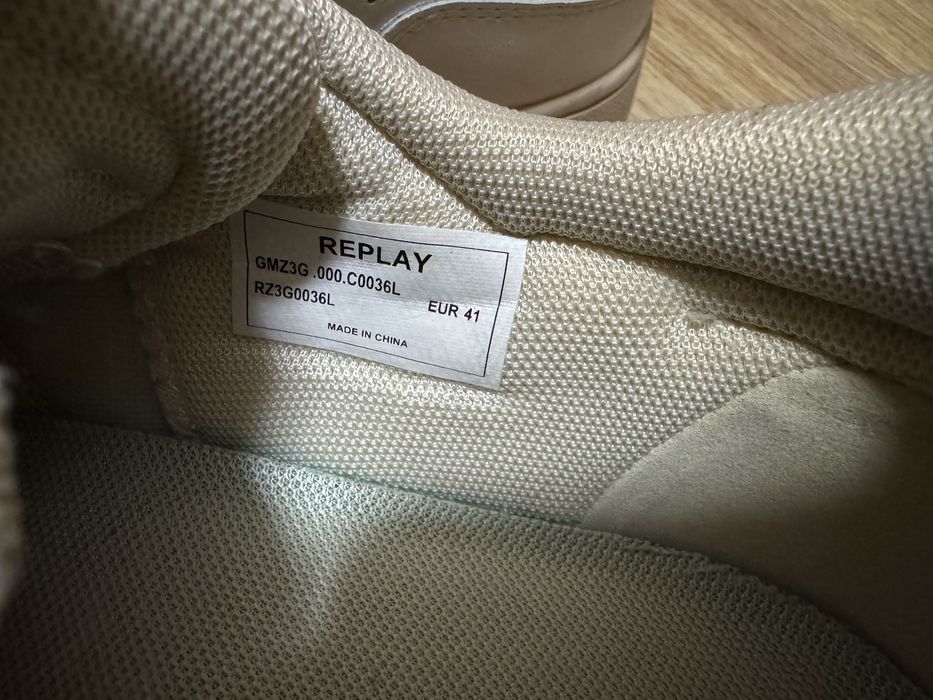 REPLAY
GMZ3G .000.C0036L
RZ3G0036L
EUR 41
MADE IN CHINA